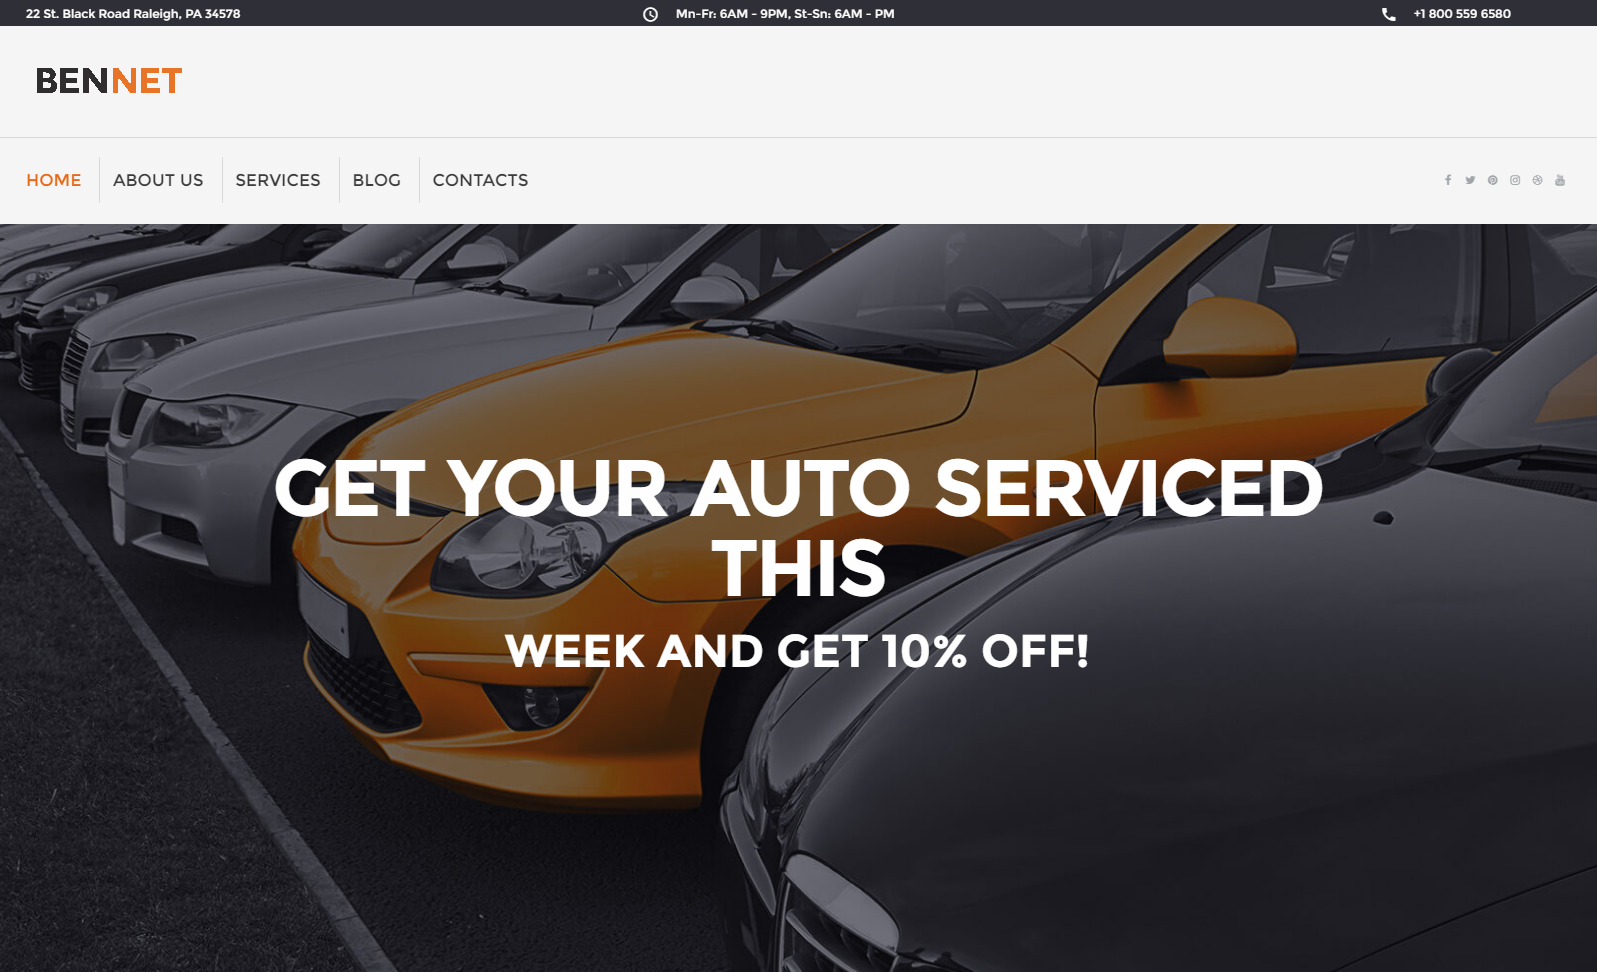 22 St. Black Road Raleigh, PA 34578
Mn-Fr: 6AM - 9PM, St-Sn: 6AM - PM
+1 800 559 6580
BENNET
HOME
ABOUT US
SERVICES
BLOG
CONTACTS
GET YOUR AUTO SERVICED
THIS
WEEK AND GET 10% OFF!